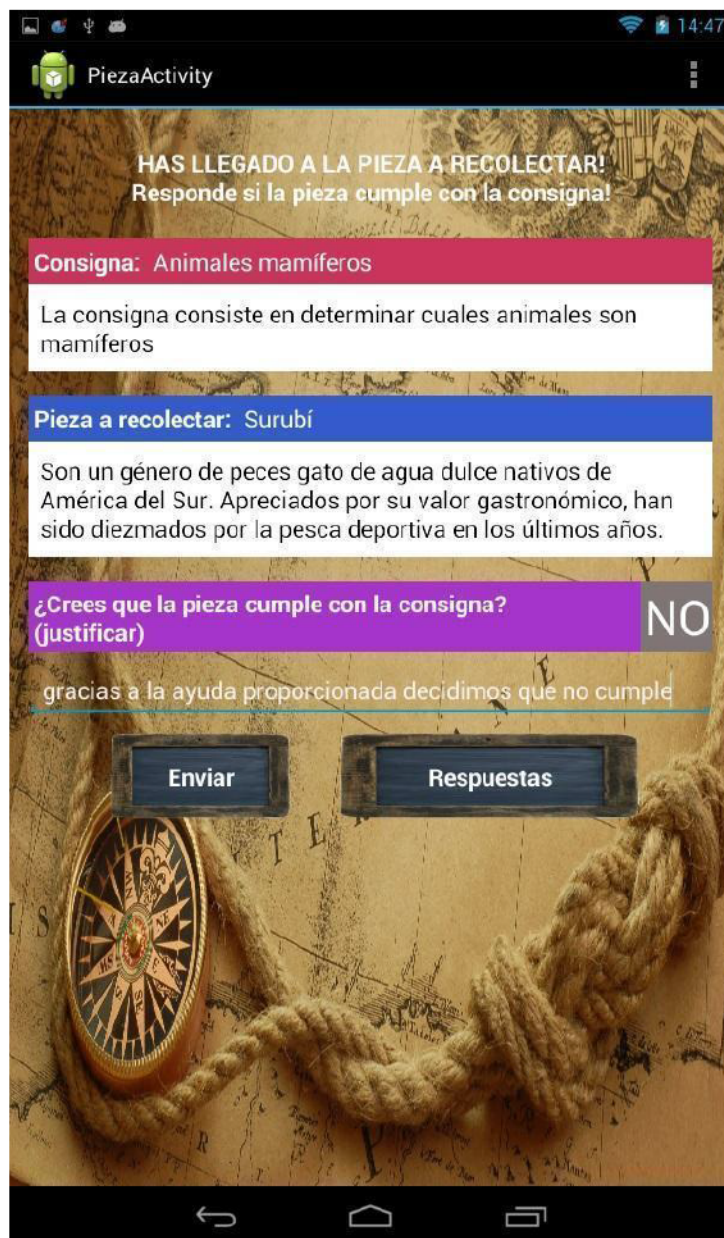 14:47
PiezaActivity
HAS LLEGADO A LA PIEZA A RECOLECTAR!
Responde si la pieza cumple con la consigna!
Consigna: Animales mamíferos
La consigna consiste en determinar cuales animales son
mamíferos
Pieza a recolectar: Surubí
Son un género de peces gato de agua dulce nativos de
América del Sur. Apreciados por su valor gastronómico, han
sido diezmados por la pesca deportiva en los últimos años.
¿Crees que la pieza cumple con la consigna?
(justificar)
NO
gracias a la ayuda proporcionada decidimos que no cumple
Enviar
Respuestas